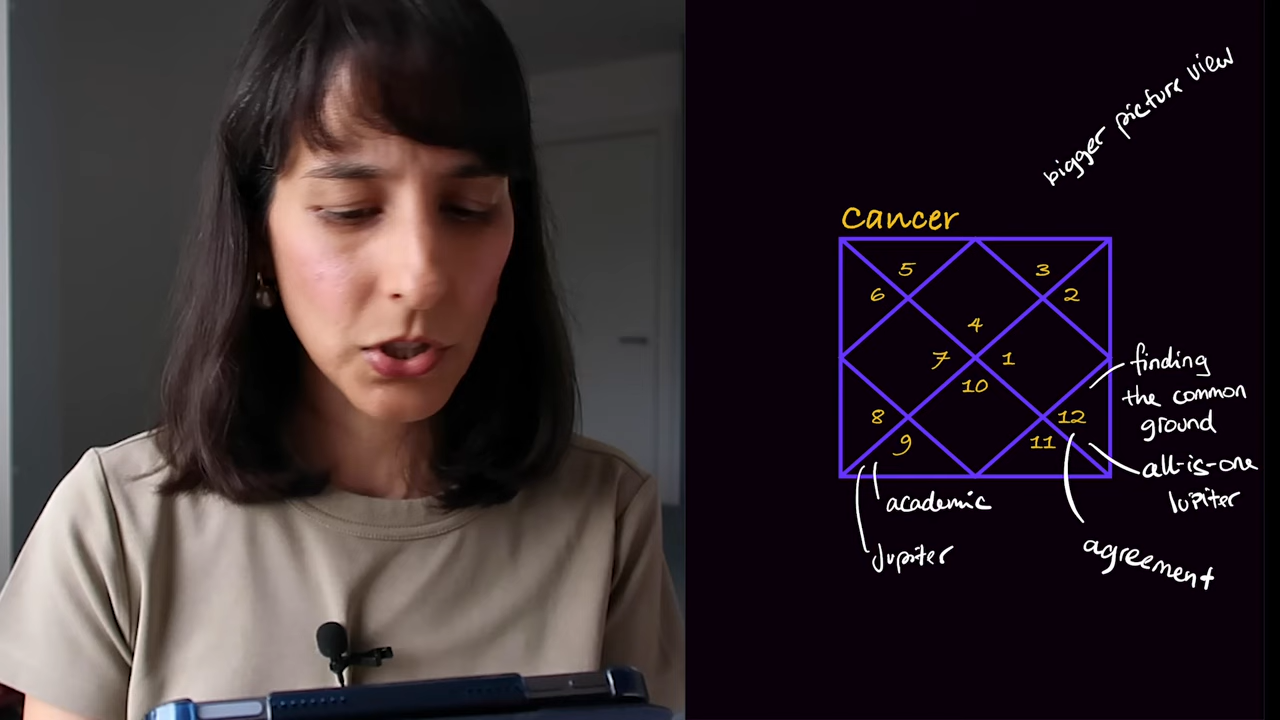 bigger picture view
Cancer
5
3
6
2
4
7
1
10
8
12
9
11
finding
the common
ground
all-is-one
Jupiter
academic
Jupiter
agreement